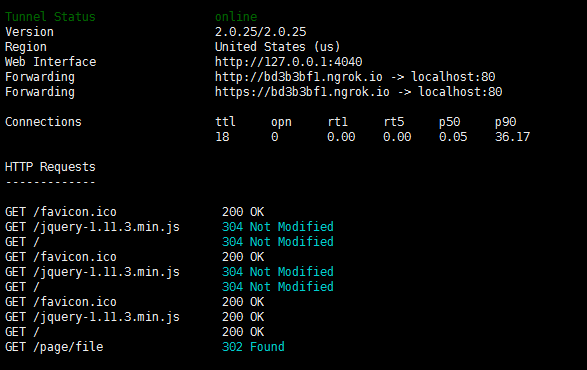 Tunnel Status online
Version 2.0.25/2.0.25
Region United States (us)
Web Interface http://127.0.0.1:4040
Forwarding http://bd3b3bf1.ngrok.io -> localhost:80
Forwarding https://bd3b3bf1.ngrok.io -> localhost:80
Connections ttl opn rt1 rt5 p50 p90
18 0 0.00 0.00 0.05 36.17
HTTP Requests
-------------
GET /favicon.ico 200 OK
GET /jquery-1.11.3.min.js 304 Not Modified
GET / 304 Not Modified
GET /favicon.ico 200 OK
GET /jquery-1.11.3.min.js 304 Not Modified
GET / 304 Not Modified
GET /favicon.ico 200 OK
GET /jquery-1.11.3.min.js 200 OK
GET / 200 OK
GET /page/file 302 Found